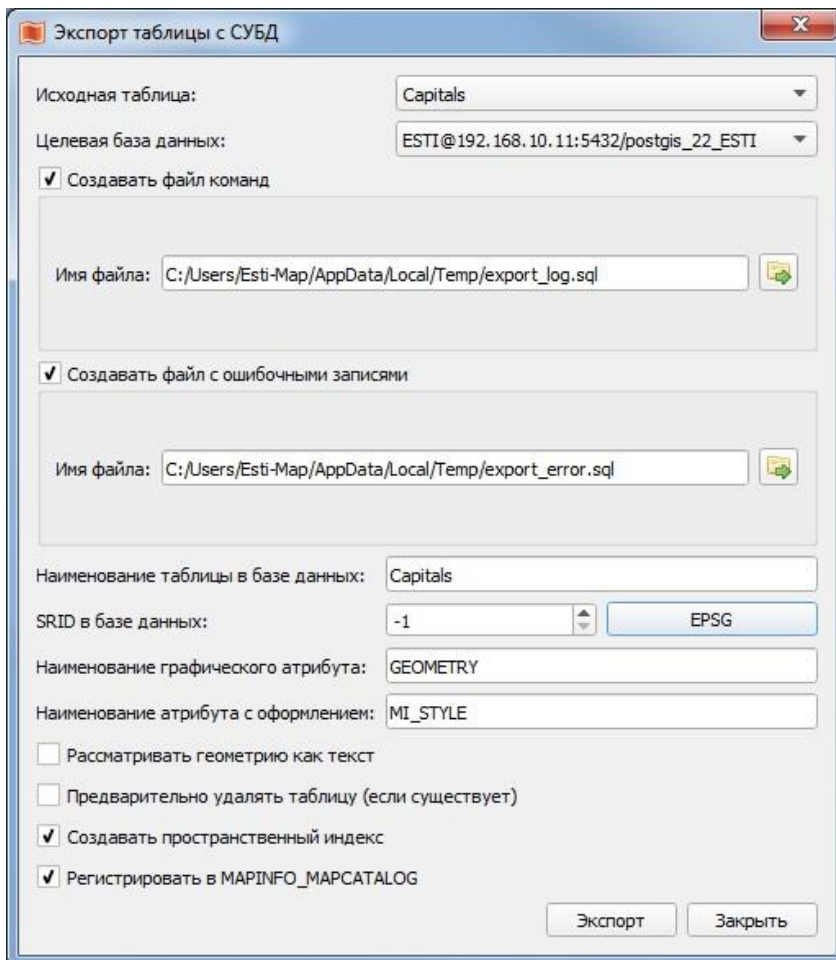 Экспорт таблицы с СУБД
Исходная таблица: Capitals
Целевая база данных: ESTI@192.168.10.11:5432/postgis_22_ESTI
Создавать файл команд
Имя файла: C:/Users/Esti-Map/AppData/Local/Temp/export_log.sql
Создавать файл с ошибочными записями
Имя файла: C:/Users/Esti-Map/AppData/Local/Temp/export_error.sql
Наименование таблицы в базе данных: Capitals
SRID в базе данных: -1 EPSG
Наименование графического атрибута: GEOMETRY
Наименование атрибута с оформлением: MI_STYLE
Рассматривать геометрию как текст
Предварительно удалять таблицу (если существует)
Создавать пространственный индекс
Регистрировать в MAPINFO_MAPCATALOG
Экспорт Закрыть